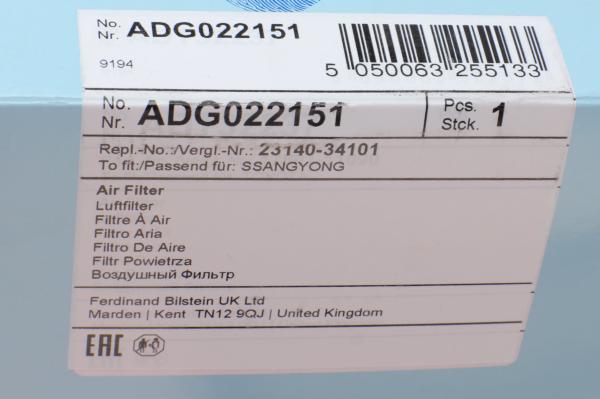 No.
Nr. ADG022151
9194
5 050063 255133
No.
Nr. ADG022151
Pcs.
Stck. 1
Repl.-No.:/Vergl.-Nr.: 23140-34101
To fit:/Passend für: SSANGYONG
Air Filter
Luftfilter
Filtre À Air
Filtro Aria
Filtro De Aire
Filtr Powietrza
Воздушный Фильтр
Ferdinand Bilstein UK Ltd
Marden | Kent TN12 9QJ | United Kingdom
EAC